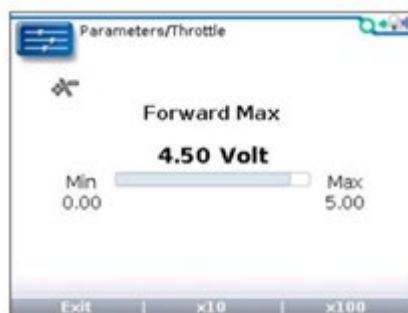 Parameters/Throttle
Forward Max
4.50 Volt
Min Max
0.00 5.00
Exit | x10 | x100